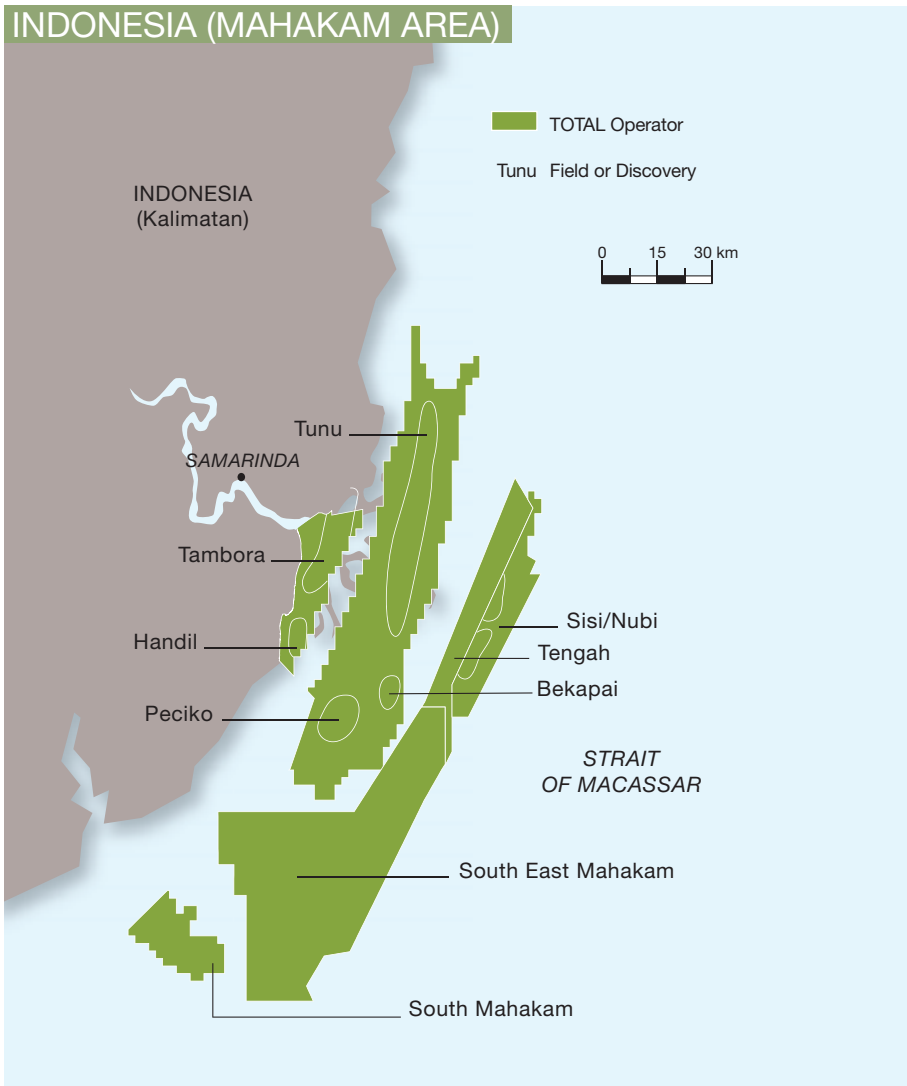 INDONESIA (MAHAKAM AREA)
TOTAL Operator
Tunu Field or Discovery
INDONESIA
(Kalimatan)
0 15 30 km
Tunu
SAMARINDA
Tambora
Handil
Sisi/Nubi
Tengah
Bekapai
Peciko
STRAIT
OF MACASSAR
South East Mahakam
South Mahakam